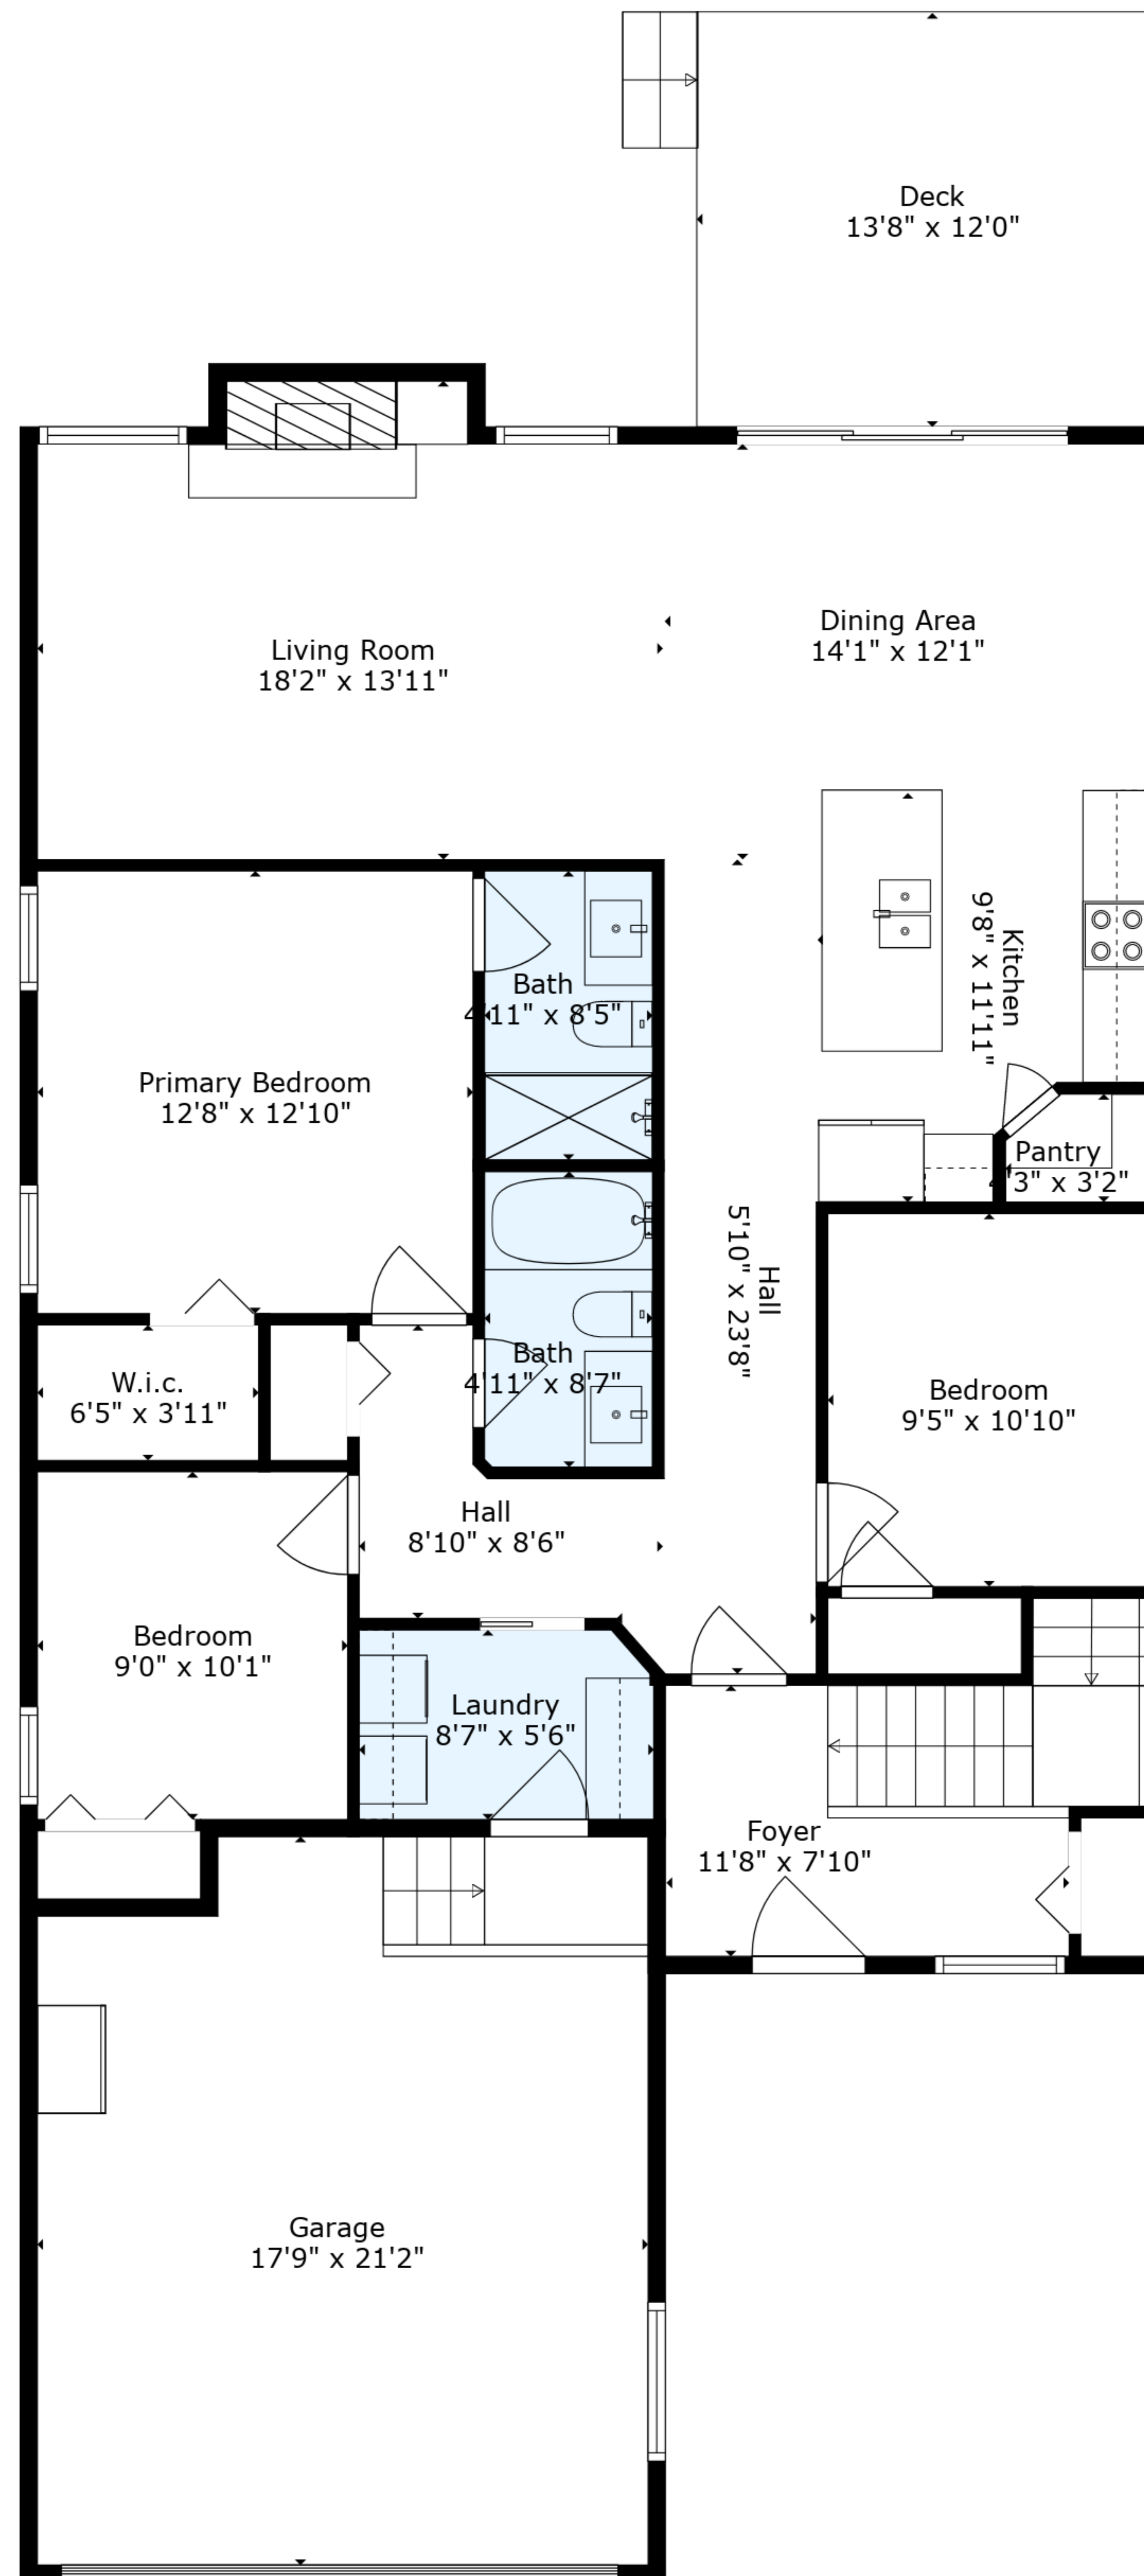 Deck
13'8" x 12'0"
Dining Area
14'1" x 12'1"
Living Room
18'2" x 13'11"
Kitchen
9'8" x 11'11"
Bath
4'11" x 8'5"
Primary Bedroom
12'8" x 12'10"
Pantry
4'3" x 3'2"
Hall
5'10" x 23'8"
Bath
4'11" x 8'7"
W.i.c.
6'5" x 3'11"
Bedroom
9'5" x 10'10"
Hall
8'10" x 8'6"
Bedroom
9'0" x 10'1"
Laundry
8'7" x 5'6"
Foyer
11'8" x 7'10"
Garage
17'9" x 21'2"